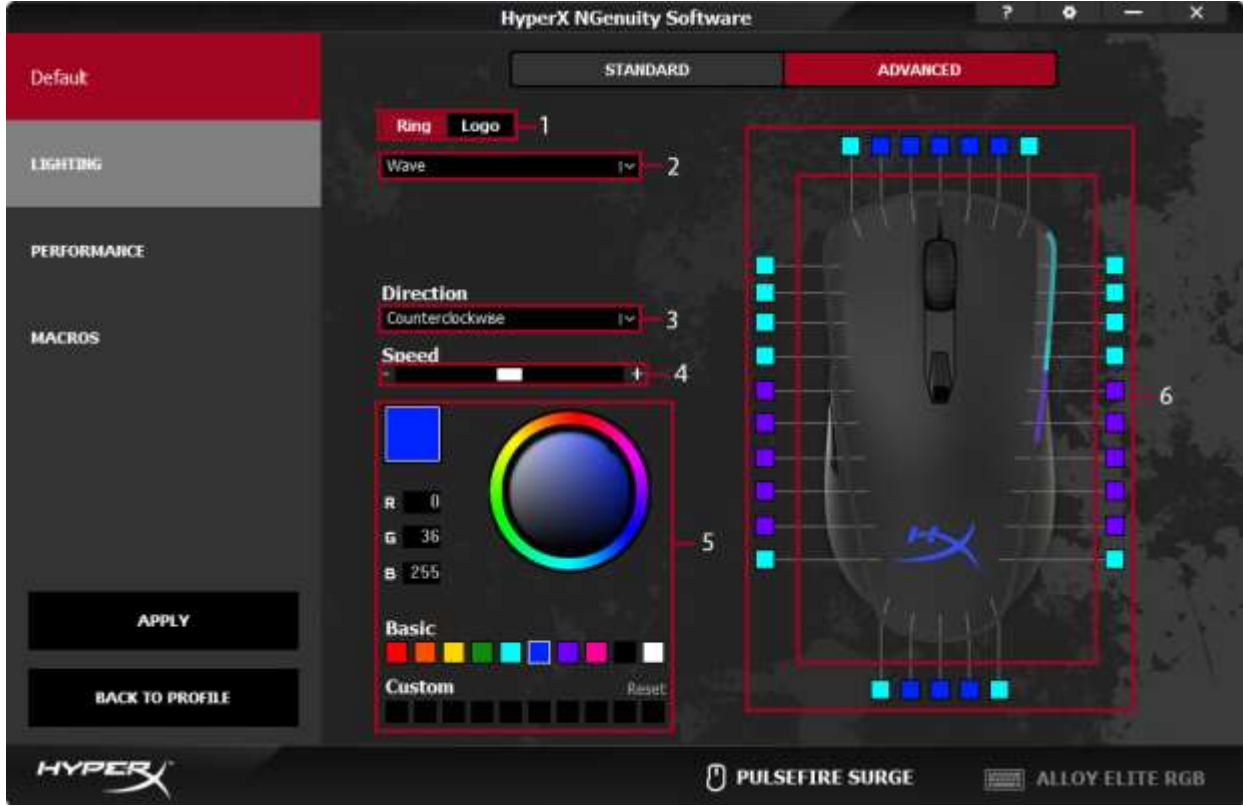 HyperX NGenuity Software
? — ×
Default
STANDARD ADVANCED
Ring Logo 1
LIGHTING
Wave 2
PERFORMANCE
Direction
Counterclockwise 3
MACROS
Speed
- + 4
6
R 0
G 36
5
B 255
APPLY
Basic
BACK TO PROFILE
Custom Reset
HYPERX
PULSEFIRE SURGE ALLOY ELITE RGB